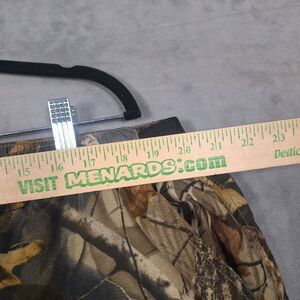 15 16 17 18 19 20 21 22 23
VISIT MENARDS.com Dedic